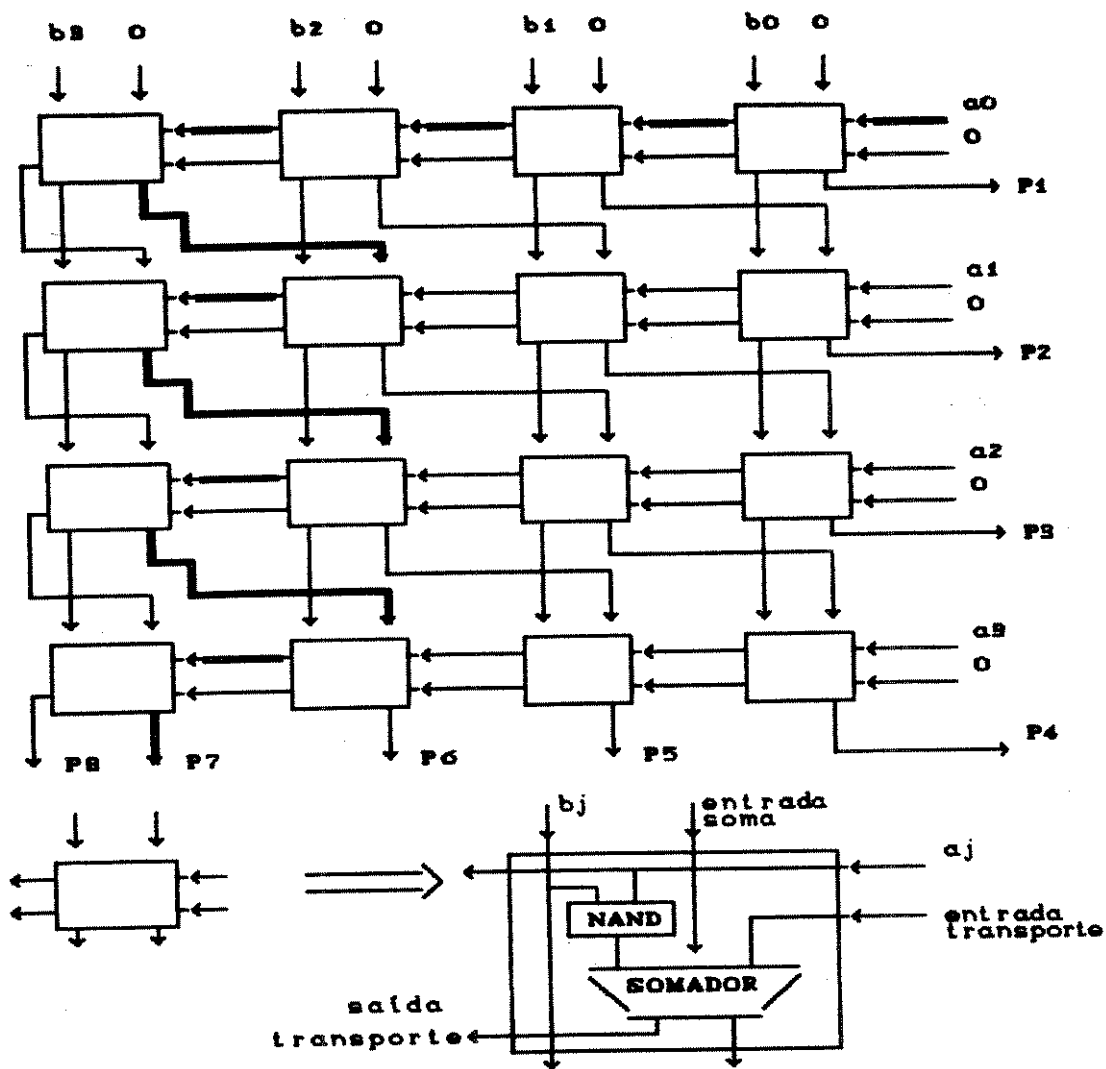 b3 0 b2 0 b1 0 b0 0
a0
0
P1
a1
0
P2
a2
0
P3
a3
0
P4
P8 P7 P6 P5
bj
entrada
soma
aj
NAND
entrada
transporte
SOMADOR
saída
transporte